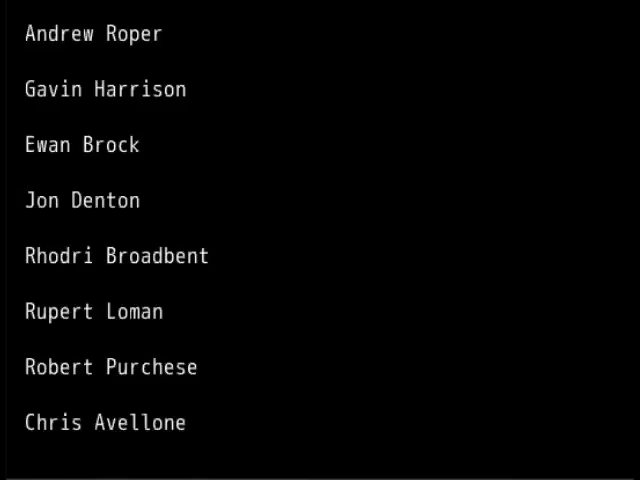 Andrew Roper
Gavin Harrison
Ewan Brock
Jon Denton
Rhodri Broadbent
Rupert Loman
Robert Purchese
Chris Avellone